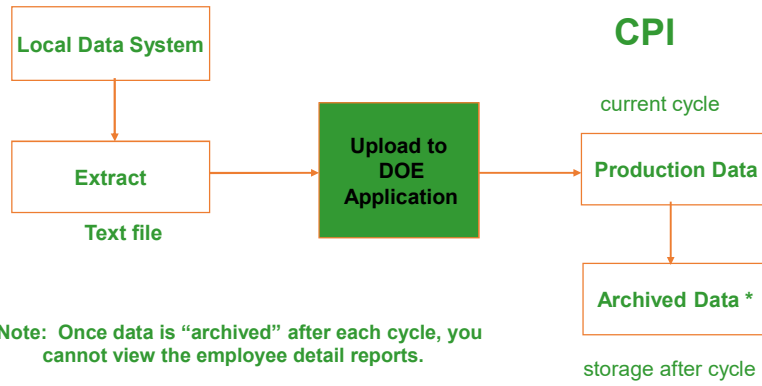 Local Data System
CPI
current cycle
Extract
Upload to
DOE
Application
Production Data
Text file
Archived Data *
Note: Once data is “archived” after each cycle, you
cannot view the employee detail reports.
storage after cycle